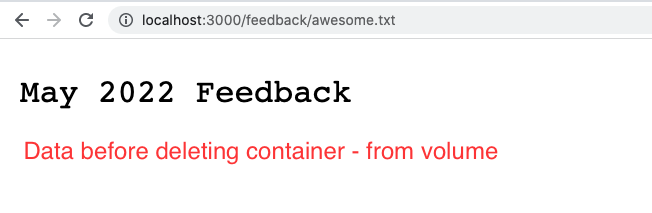 localhost:3000/feedback/awesome.txt
May 2022 Feedback
Data before deleting container - from volume